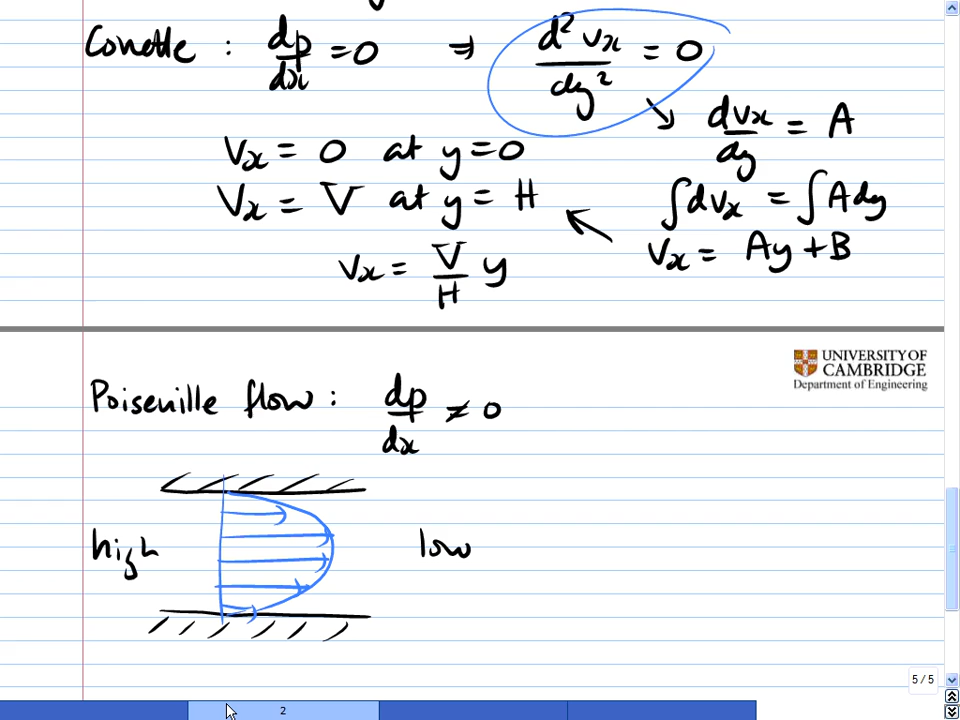 Couette : dp/dx = 0 ⇒ d²vx/dy² = 0
↘ dvx/dy = A
Vx = 0 at y = 0
Vx = V at y = H
∫dvx = ∫A dy
Vx = Ay + B
Vx = V/H y
UNIVERSITY OF
CAMBRIDGE
Department of Engineering
Poiseuille flow : dp/dx ≠ 0
high
low
5 / 5
2